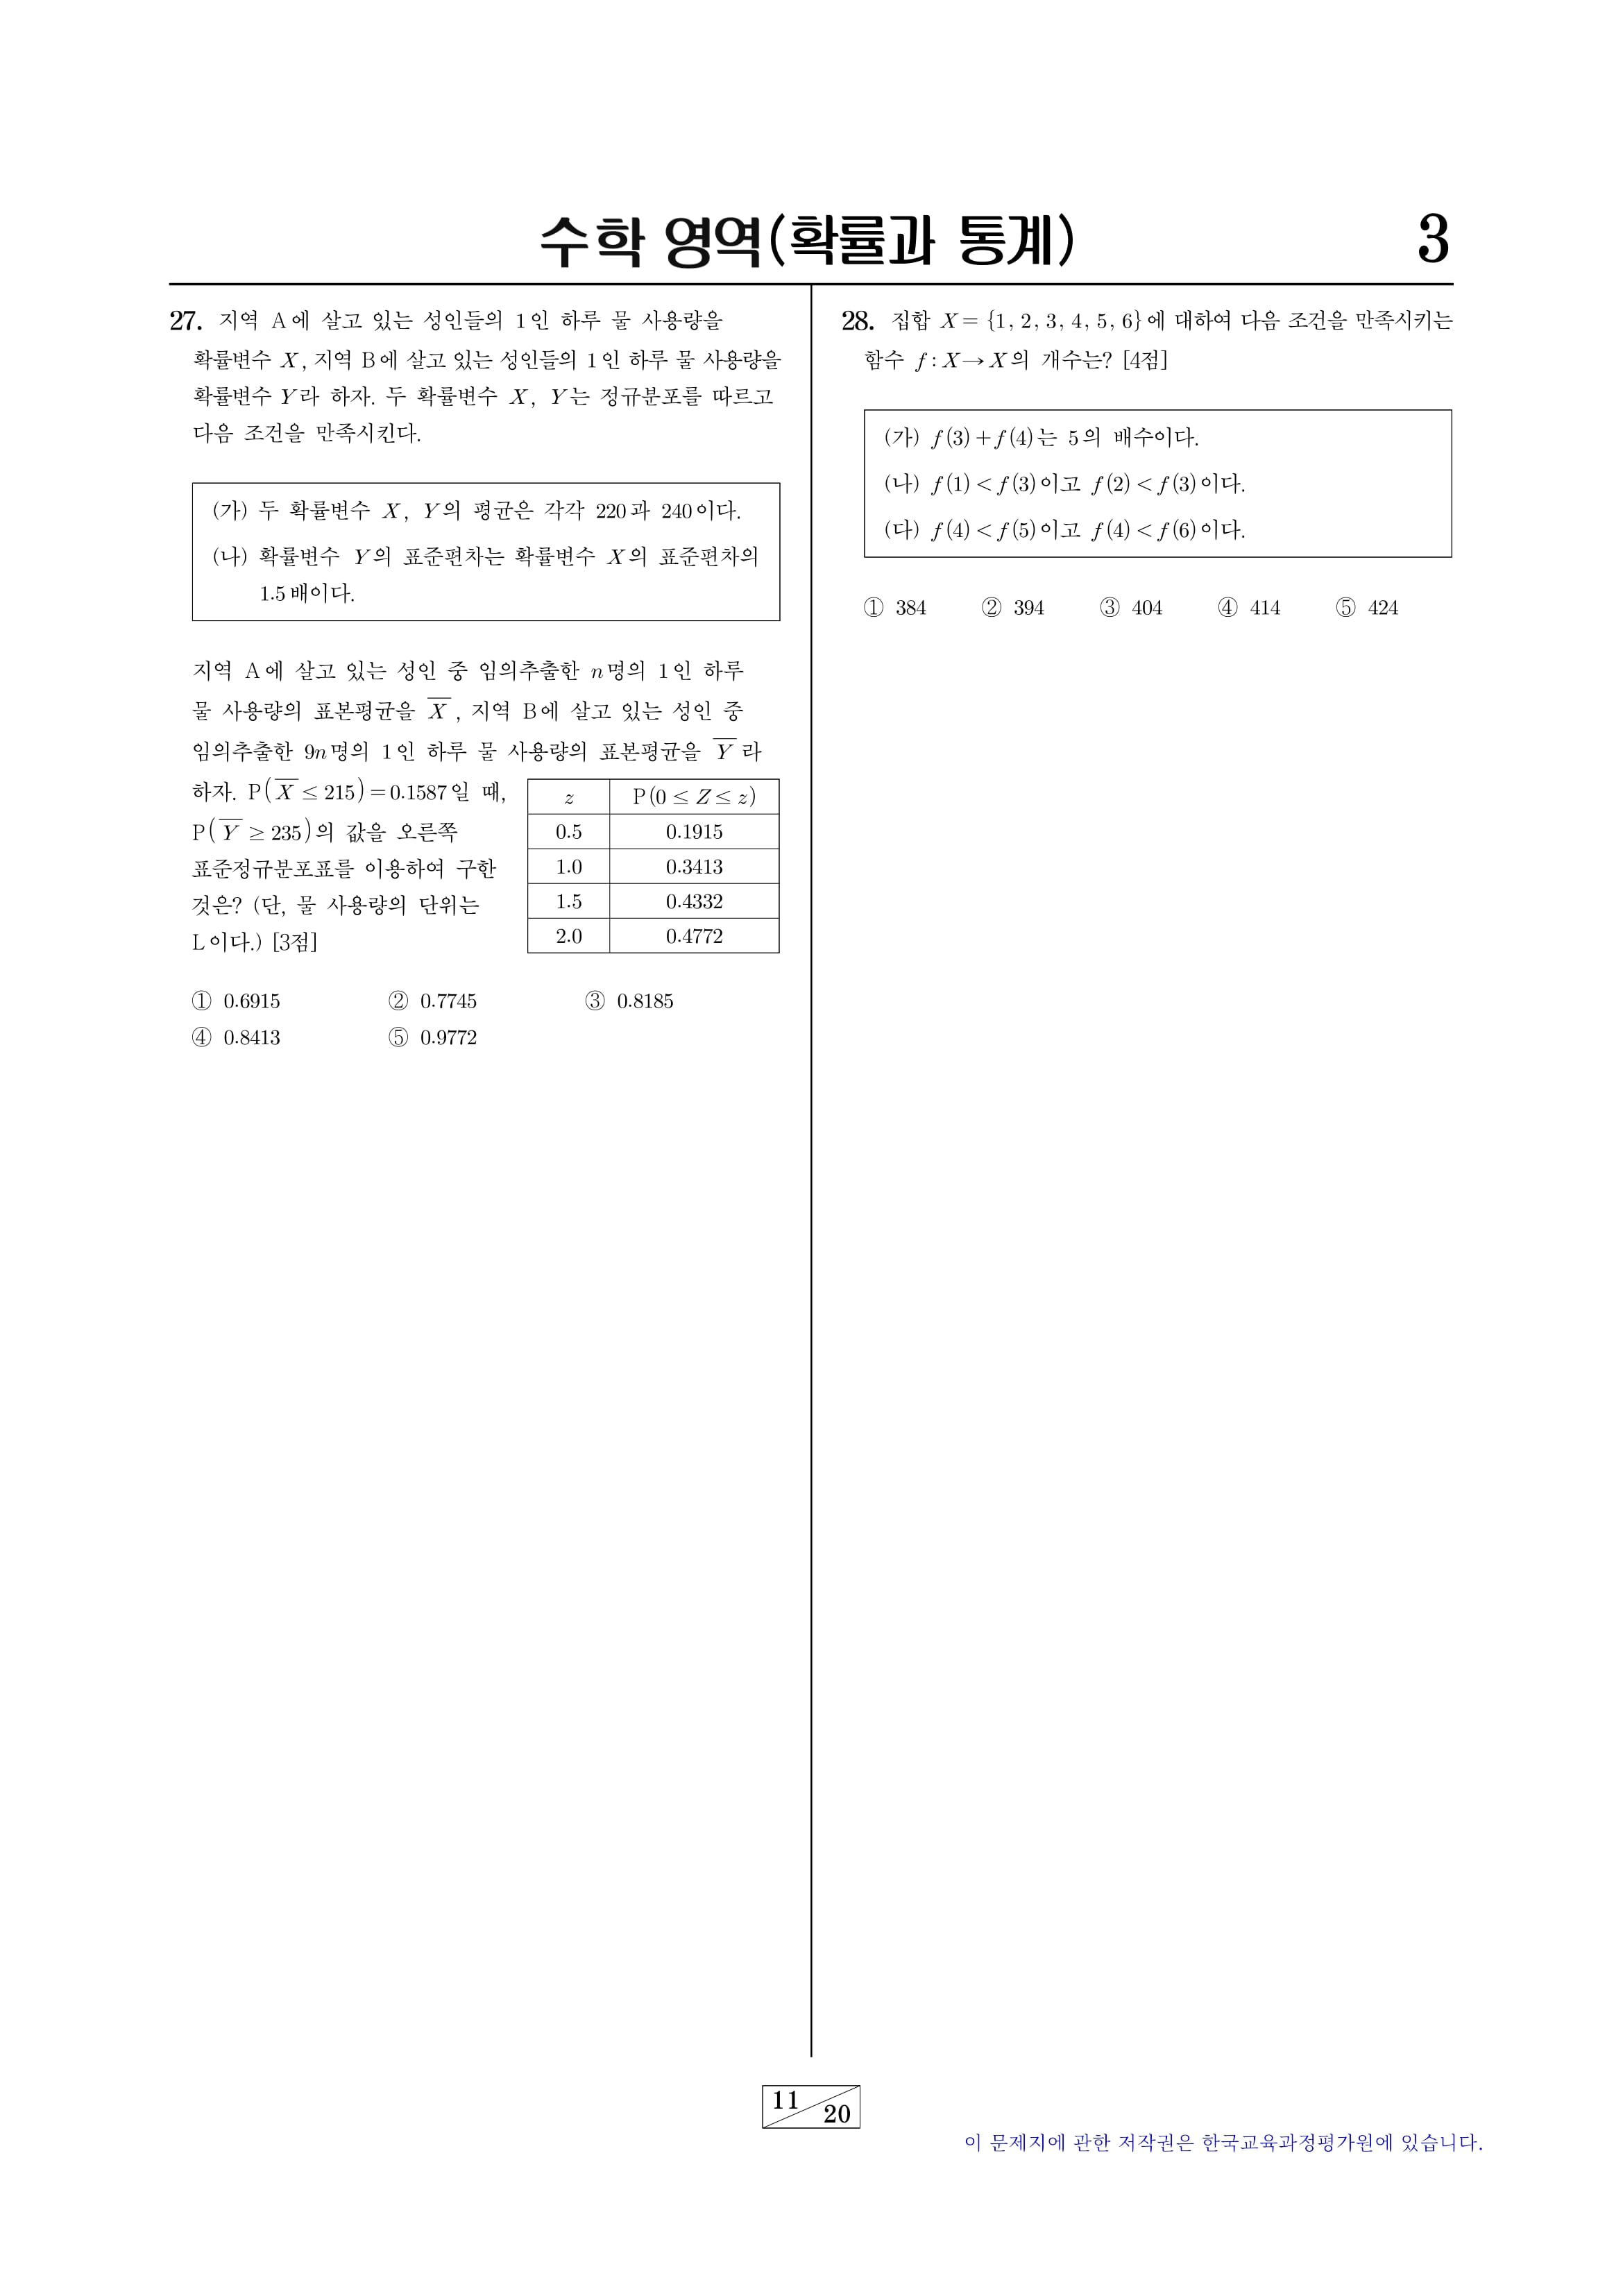 수학 영역(확률과 통계)
3
27. 지역 A에 살고 있는 성인들의 1인 하루 물 사용량을
확률변수 X, 지역 B에 살고 있는 성인들의 1인 하루 물 사용량을
확률변수 Y라 하자. 두 확률변수 X, Y는 정규분포를 따르고
다음 조건을 만족시킨다.
(가) 두 확률변수 X, Y의 평균은 각각 220과 240이다.
(나) 확률변수 Y의 표준편차는 확률변수 X의 표준편차의
1.5배이다.
지역 A에 살고 있는 성인 중 임의추출한 n명의 1인 하루
물 사용량의 표본평균을 X̅, 지역 B에 살고 있는 성인 중
임의추출한 9n명의 1인 하루 물 사용량의 표본평균을 Y̅라
하자. P(X̅ ≤ 215) = 0.1587일 때,
P(Y̅ ≥ 235)의 값을 오른쪽
표준정규분포표를 이용하여 구한
것은? (단, 물 사용량의 단위는
L이다.) [3점]
z P(0 ≤ Z ≤ z)
0.5 0.1915
1.0 0.3413
1.5 0.4332
2.0 0.4772
① 0.6915 ② 0.7745 ③ 0.8185
④ 0.8413 ⑤ 0.9772
28. 집합 X = {1, 2, 3, 4, 5, 6}에 대하여 다음 조건을 만족시키는
함수 f : X → X의 개수는? [4점]
(가) f(3) + f(4)는 5의 배수이다.
(나) f(1) < f(3)이고 f(2) < f(3)이다.
(다) f(4) < f(5)이고 f(4) < f(6)이다.
① 384 ② 394 ③ 404 ④ 414 ⑤ 424
11
20
이 문제지에 관한 저작권은 한국교육과정평가원에 있습니다.